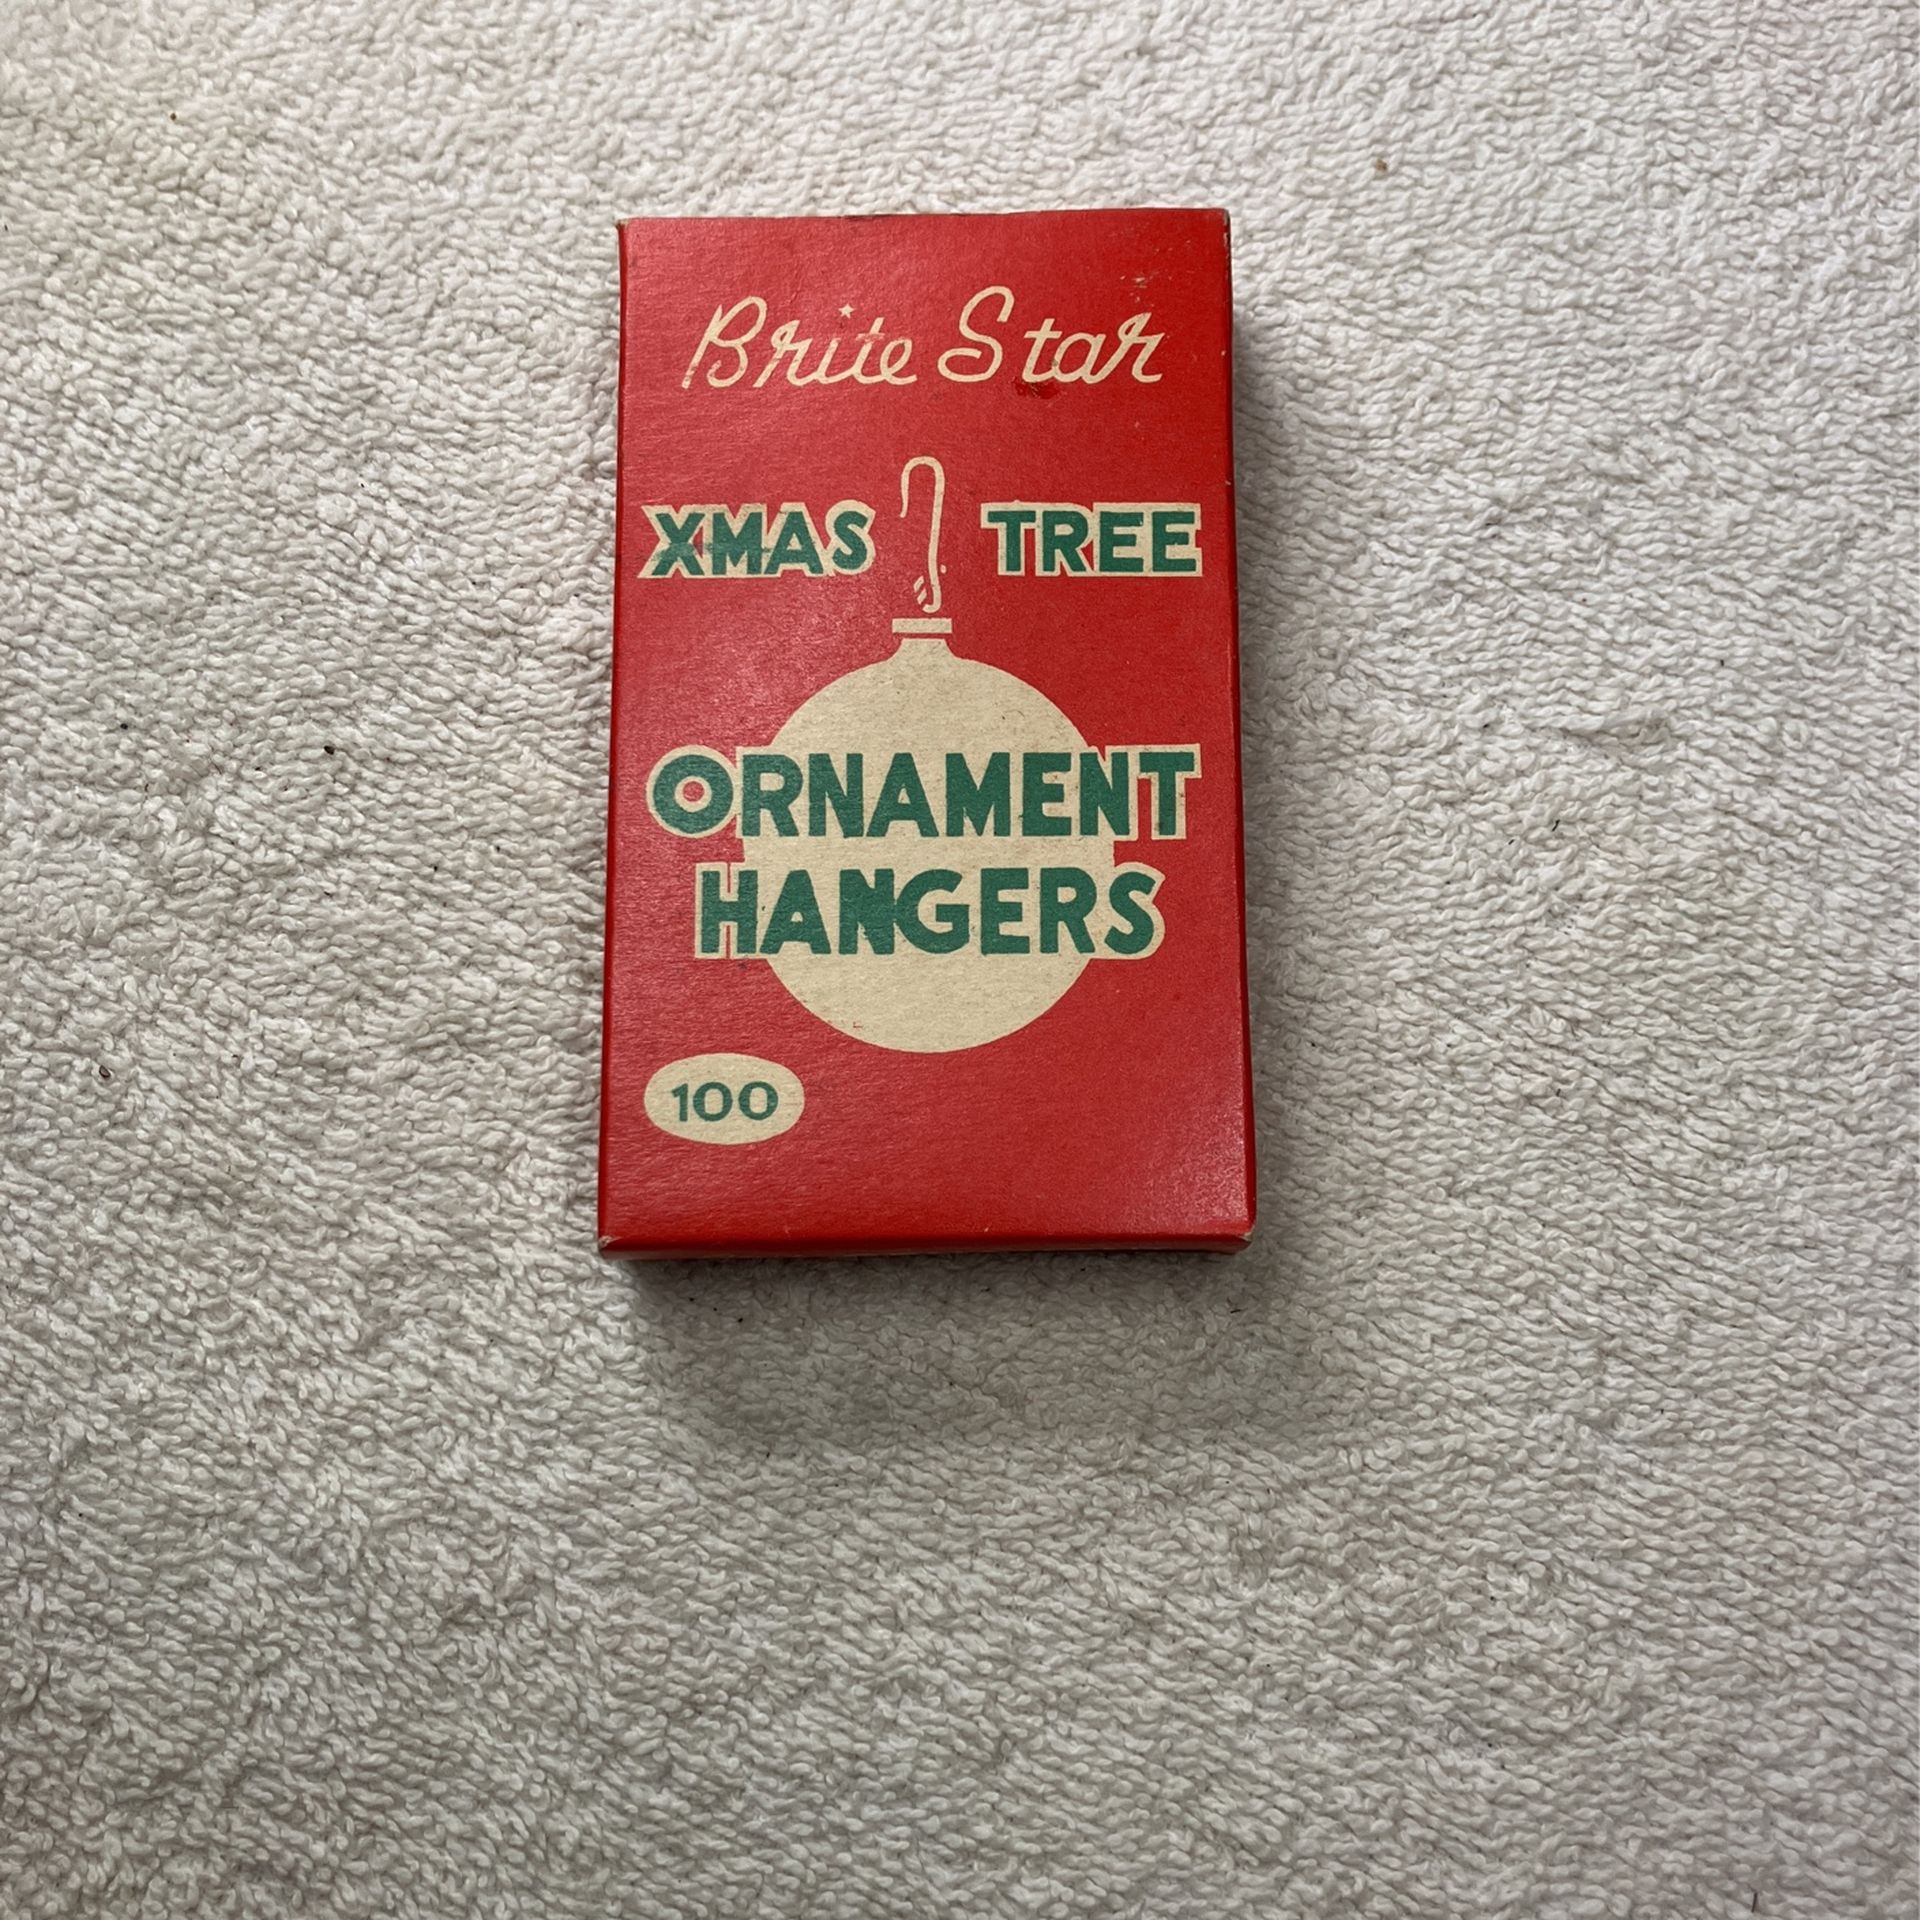 Brite Star
XMAS TREE
ORNAMENT
HANGERS
100